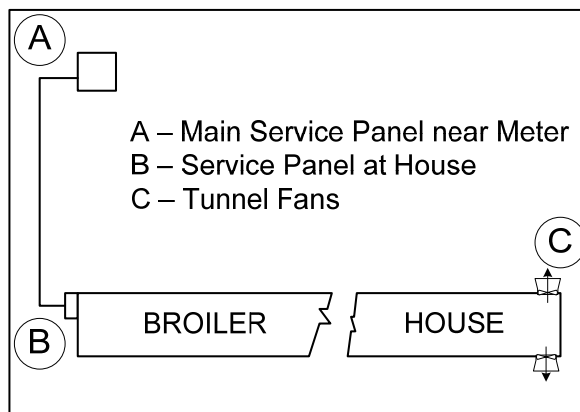 A
A – Main Service Panel near Meter
B – Service Panel at House
C – Tunnel Fans
C
BROILER HOUSE
B